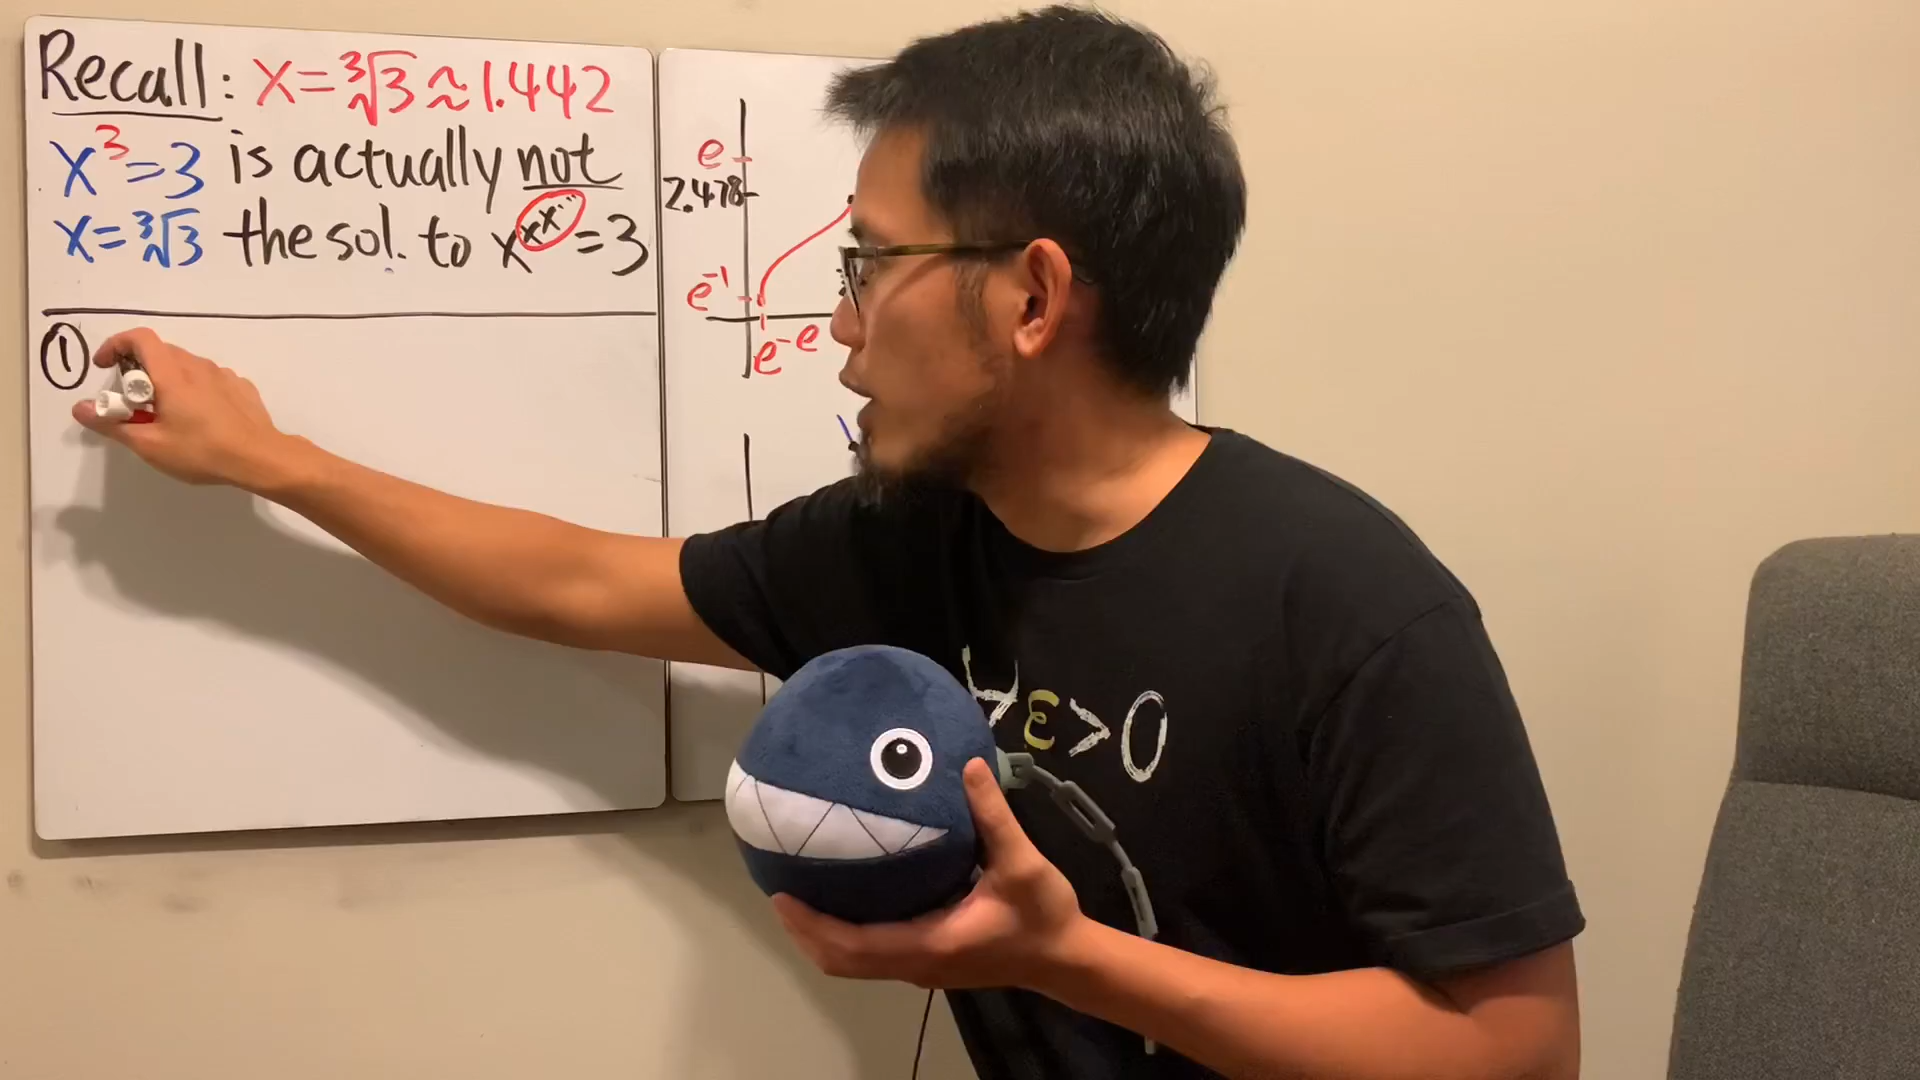 Recall: x=∛3≈1.442
x³=3 is actually not
x=∛3 the sol. to x^x^x^⋰=3
①
e
2.478
e⁻¹
e^-e
∀ε>0